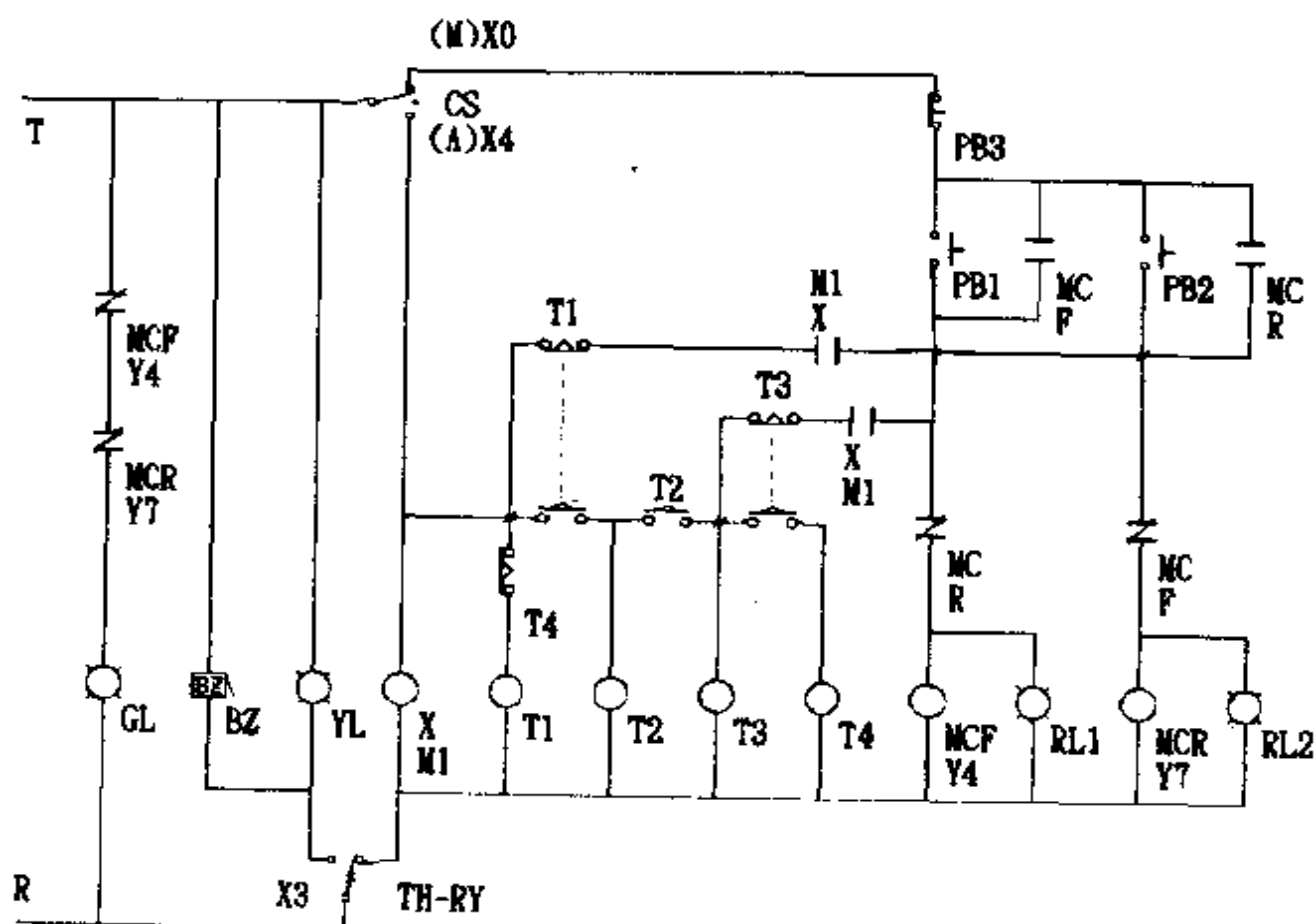 (M)X0
T
CS
(A)X4
PB3
PB1
MC
F
PB2
MC
R
M1
X
T1
MCF
Y4
T3
X
M1
MCR
Y7
T2
MC
R
MC
F
T4
GL
BZ
BZ
YL
X
M1
T1
T2
T3
T4
MCF
Y4
RL1
MCR
Y7
RL2
R
X3
TH-RY